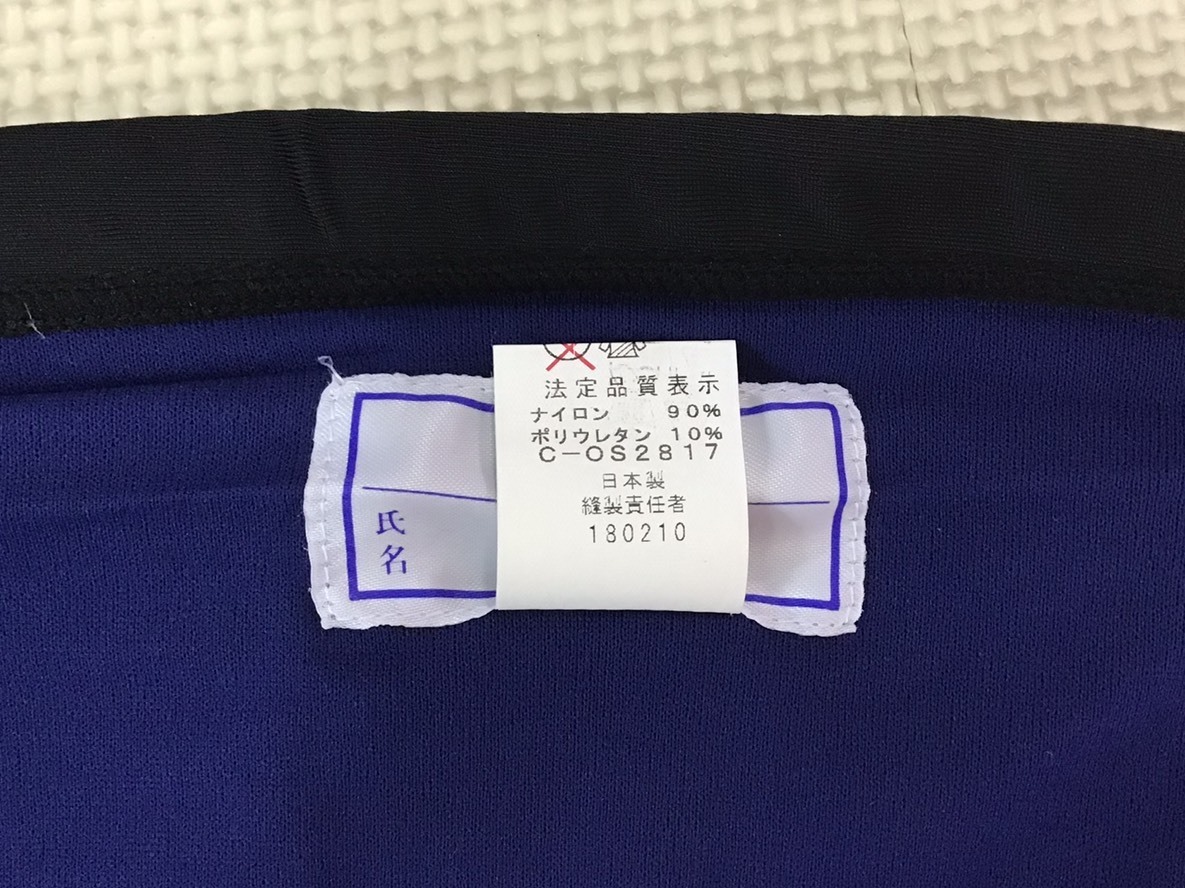 法定品質表示
ナイロン 90%
ポリウレタン 10%
C-OS2817
日本製
縫製責任者
180210
氏名